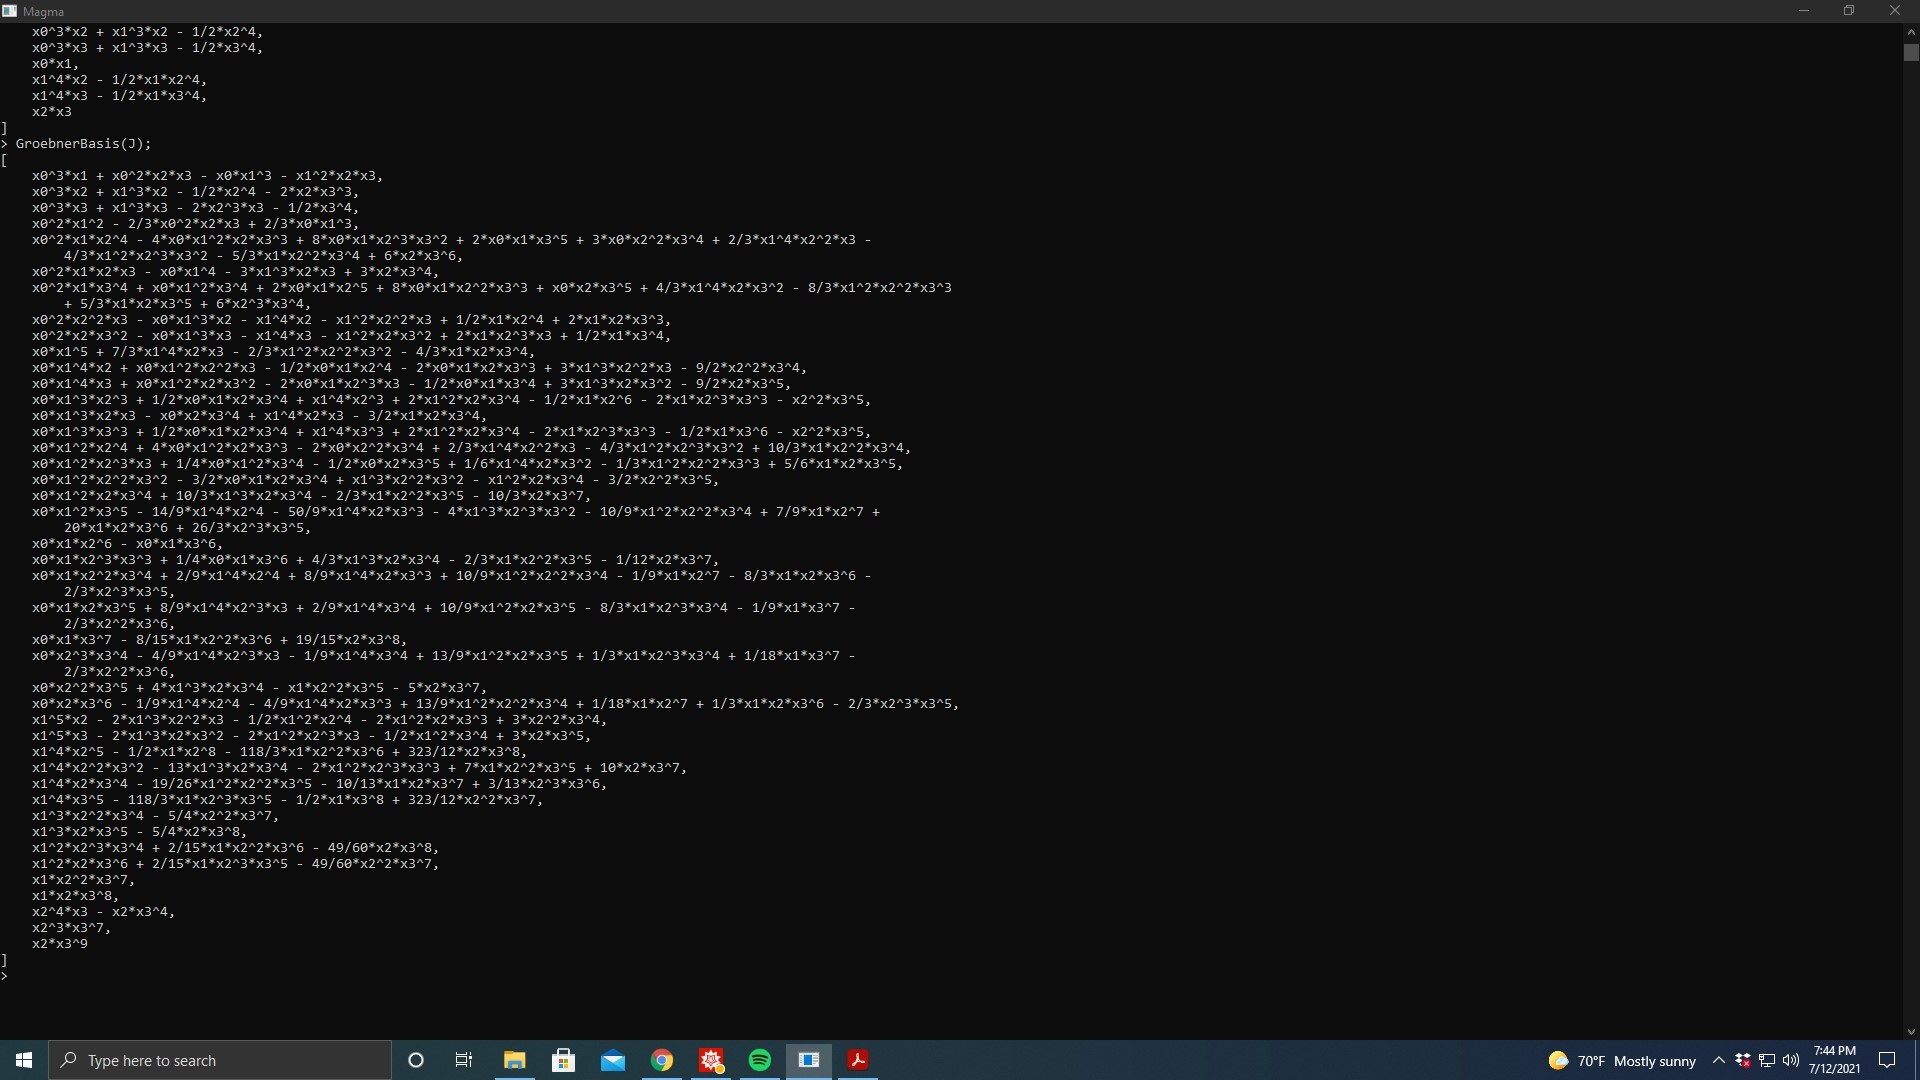 Magma
x0^3*x2 + x1^3*x2 - 1/2*x2^4,
x0^3*x3 + x1^3*x3 - 1/2*x3^4,
x0*x1,
x1^4*x2 - 1/2*x1*x2^4,
x1^4*x3 - 1/2*x1*x3^4,
x2*x3
]
> GroebnerBasis(J);
[
x0^3*x1 + x0^2*x2*x3 - x0*x1^3 - x1^2*x2*x3,
x0^3*x2 + x1^3*x2 - 1/2*x2^4 - 2*x2*x3^3,
x0^3*x3 + x1^3*x3 - 2*x2^3*x3 - 1/2*x3^4,
x0^2*x1^2 - 2/3*x0^2*x2*x3 + 2/3*x0*x1^3,
x0^2*x1*x2^4 - 4*x0*x1^2*x2*x3^3 + 8*x0*x1*x2^3*x3^2 + 2*x0*x1*x3^5 + 3*x0*x2^2*x3^4 + 2/3*x1^4*x2^2*x3 -
4/3*x1^2*x2^3*x3^2 - 5/3*x1*x2^2*x3^4 + 6*x2*x3^6,
x0^2*x1*x2*x3 - x0*x1^4 - 3*x1^3*x2*x3 + 3*x2*x3^4,
x0^2*x1*x3^4 + x0*x1^2*x3^4 + 2*x0*x1*x2^5 + 8*x0*x1*x2^2*x3^3 + x0*x2*x3^5 + 4/3*x1^4*x2*x3^2 - 8/3*x1^2*x2^2*x3^3
+ 5/3*x1*x2*x3^5 + 6*x2^3*x3^4,
x0^2*x2^2*x3 - x0*x1^3*x2 - x1^4*x2 - x1^2*x2^2*x3 + 1/2*x1*x2^4 + 2*x1*x2*x3^3,
x0^2*x2*x3^2 - x0*x1^3*x3 - x1^4*x3 - x1^2*x2*x3^2 + 2*x1*x2^3*x3 + 1/2*x1*x3^4,
x0*x1^5 + 7/3*x1^4*x2*x3 - 2/3*x1^2*x2^2*x3^2 - 4/3*x1*x2*x3^4,
x0*x1^4*x2 + x0*x1^2*x2^2*x3 - 1/2*x0*x1*x2^4 - 2*x0*x1*x2*x3^3 + 3*x1^3*x2^2*x3 - 9/2*x2^2*x3^4,
x0*x1^4*x3 + x0*x1^2*x2*x3^2 - 2*x0*x1*x2^3*x3 - 1/2*x0*x1*x3^4 + 3*x1^3*x2*x3^2 - 9/2*x2*x3^5,
x0*x1^3*x2^3 + 1/2*x0*x1*x2*x3^4 + x1^4*x2^3 + 2*x1^2*x2*x3^4 - 1/2*x1*x2^6 - 2*x1*x2^3*x3^3 - x2^2*x3^5,
x0*x1^3*x2*x3 - x0*x2*x3^4 + x1^4*x2*x3 - 3/2*x1*x2*x3^4,
x0*x1^3*x3^3 + 1/2*x0*x1*x2*x3^4 + x1^4*x3^3 + 2*x1^2*x2*x3^4 - 2*x1*x2^3*x3^3 - 1/2*x1*x3^6 - x2^2*x3^5,
x0*x1^2*x2^4 + 4*x0*x1^2*x2*x3^3 - 2*x0*x2^2*x3^4 + 2/3*x1^4*x2^2*x3 - 4/3*x1^2*x2^3*x3^2 + 10/3*x1*x2^2*x3^4,
x0*x1^2*x2^3*x3 + 1/4*x0*x1^2*x3^4 - 1/2*x0*x2*x3^5 + 1/6*x1^4*x2*x3^2 - 1/3*x1^2*x2^2*x3^3 + 5/6*x1*x2*x3^5,
x0*x1^2*x2^2*x3^2 - 3/2*x0*x1*x2*x3^4 + x1^3*x2^2*x3^2 - x1^2*x2*x3^4 - 3/2*x2^2*x3^5,
x0*x1^2*x2*x3^4 + 10/3*x1^3*x2*x3^4 - 2/3*x1*x2^2*x3^5 - 10/3*x2*x3^7,
x0*x1^2*x3^5 - 14/9*x1^4*x2^4 - 50/9*x1^4*x2*x3^3 - 4*x1^3*x2^3*x3^2 - 10/9*x1^2*x2^2*x3^4 + 7/9*x1*x2^7 +
20*x1*x2*x3^6 + 26/3*x2^3*x3^5,
x0*x1*x2^6 - x0*x1*x3^6,
x0*x1*x2^3*x3^3 + 1/4*x0*x1*x3^6 + 4/3*x1^3*x2*x3^4 - 2/3*x1*x2^2*x3^5 - 1/12*x2*x3^7,
x0*x1*x2^2*x3^4 + 2/9*x1^4*x2^4 + 8/9*x1^4*x2*x3^3 + 10/9*x1^2*x2^2*x3^4 - 1/9*x1*x2^7 - 8/3*x1*x2*x3^6 -
2/3*x2^3*x3^5,
x0*x1*x2*x3^5 + 8/9*x1^4*x2^3*x3 + 2/9*x1^4*x3^4 + 10/9*x1^2*x2*x3^5 - 8/3*x1*x2^3*x3^4 - 1/9*x1*x3^7 -
2/3*x2^2*x3^6,
x0*x1*x3^7 - 8/15*x1*x2^2*x3^6 + 19/15*x2*x3^8,
x0*x2^3*x3^4 - 4/9*x1^4*x2^3*x3 - 1/9*x1^4*x3^4 + 13/9*x1^2*x2*x3^5 + 1/3*x1*x2^3*x3^4 + 1/18*x1*x3^7 -
2/3*x2^2*x3^6,
x0*x2^2*x3^5 + 4*x1^3*x2*x3^4 - x1*x2^2*x3^5 - 5*x2*x3^7,
x0*x2*x3^6 - 1/9*x1^4*x2^4 - 4/9*x1^4*x2*x3^3 + 13/9*x1^2*x2^2*x3^4 + 1/18*x1*x2^7 + 1/3*x1*x2*x3^6 - 2/3*x2^3*x3^5,
x1^5*x2 - 2*x1^3*x2^2*x3 - 1/2*x1^2*x2^4 - 2*x1^2*x2*x3^3 + 3*x2^2*x3^4,
x1^5*x3 - 2*x1^3*x2*x3^2 - 2*x1^2*x2^3*x3 - 1/2*x1^2*x3^4 + 3*x2*x3^5,
x1^4*x2^5 - 1/2*x1*x2^8 - 118/3*x1*x2^2*x3^6 + 323/12*x2*x3^8,
x1^4*x2^2*x3^2 - 13*x1^3*x2*x3^4 - 2*x1^2*x2^3*x3^3 + 7*x1*x2^2*x3^5 + 10*x2*x3^7,
x1^4*x2*x3^4 - 19/26*x1^2*x2^2*x3^5 - 10/13*x1*x2*x3^7 + 3/13*x2^3*x3^6,
x1^4*x3^5 - 118/3*x1*x2^3*x3^5 - 1/2*x1*x3^8 + 323/12*x2^2*x3^7,
x1^3*x2^2*x3^4 - 5/4*x2^2*x3^7,
x1^3*x2*x3^5 - 5/4*x2*x3^8,
x1^2*x2^3*x3^4 + 2/15*x1*x2^2*x3^6 - 49/60*x2*x3^8,
x1^2*x2*x3^6 + 2/15*x1*x2^3*x3^5 - 49/60*x2^2*x3^7,
x1*x2^2*x3^7,
x1*x2*x3^8,
x2^4*x3 - x2*x3^4,
x2^3*x3^7,
x2*x3^9
]
>
Type here to search
70°F Mostly sunny
7:44 PM
7/12/2021